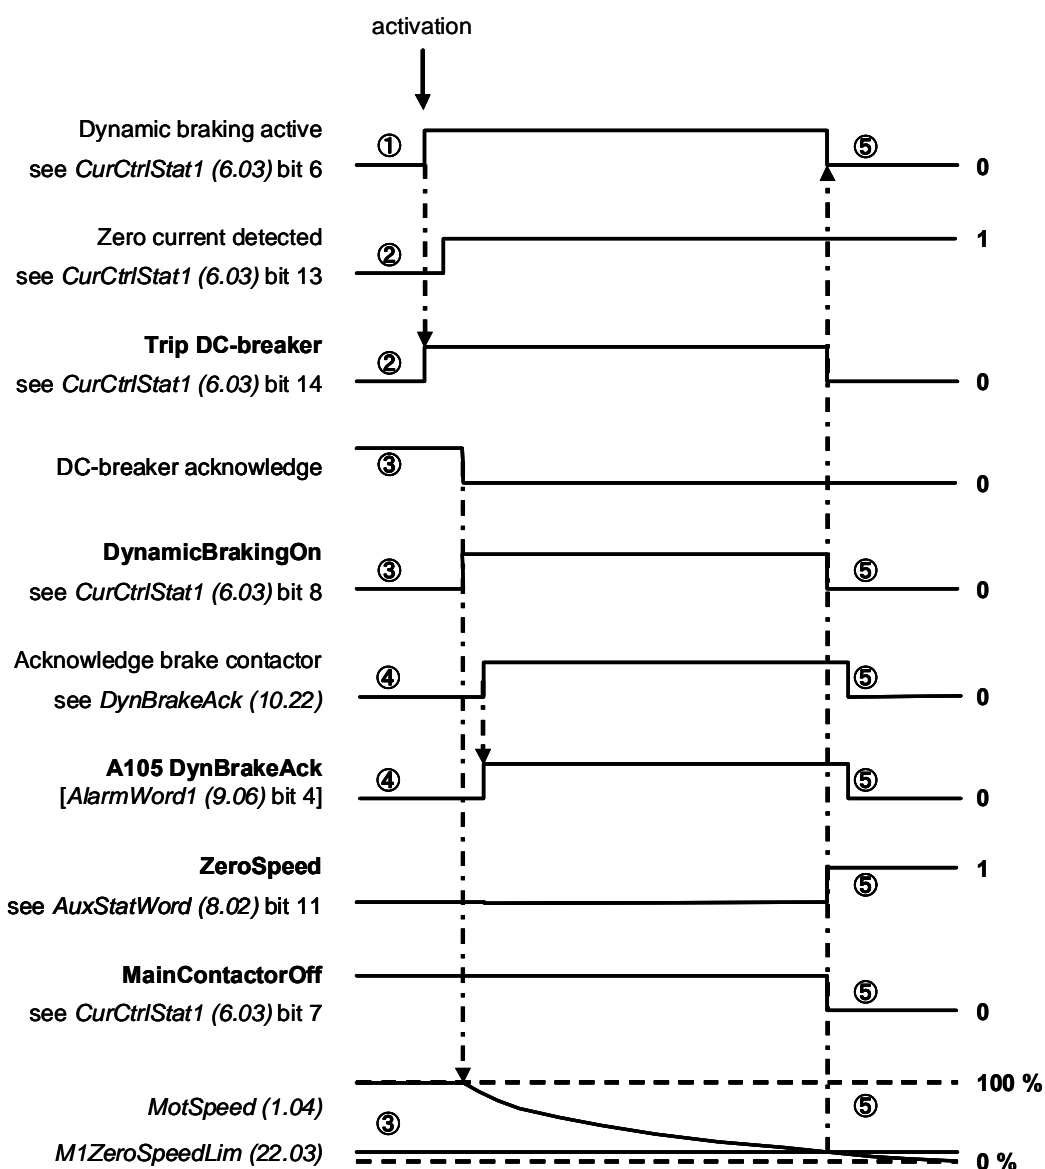 activation
Dynamic braking active
① ⑤
see CurCtrlStat1 (6.03) bit 6 0
Zero current detected 1
②
see CurCtrlStat1 (6.03) bit 13
Trip DC-breaker
②
see CurCtrlStat1 (6.03) bit 14 0
DC-breaker acknowledge ③ 0
DynamicBrakingOn
③ ⑤
see CurCtrlStat1 (6.03) bit 8 0
Acknowledge brake contactor
④ ⑤
see DynBrakeAck (10.22) 0
A105 DynBrakeAck
④ ⑤
[AlarmWord1 (9.06) bit 4] 0
ZeroSpeed 1
⑤
see AuxStatWord (8.02) bit 11
MainContactorOff
⑤
see CurCtrlStat1 (6.03) bit 7 0
100 %
MotSpeed (1.04) ⑤
③
M1ZeroSpeedLim (22.03) 0 %